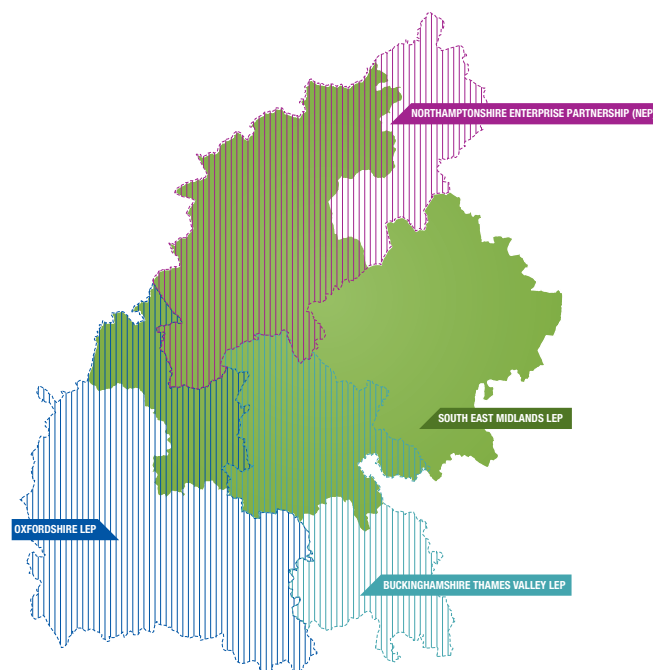 NORTHAMPTONSHIRE ENTERPRISE PARTNERSHIP (NEP
SOUTH EAST MIDLANDS LEP
OXFORDSHIRE LEP
BUCKINGHAMSHIRE THAMES VALLEY LEP